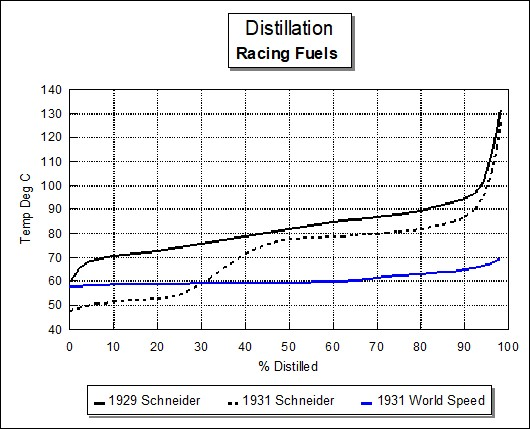 Distillation
Racing Fuels
140
130
120
110
100
90
80
70
60
50
40
Temp Deg C
0 10 20 30 40 50 60 70 80 90 100
% Distilled
1929 Schneider 1931 Schneider 1931 World Speed